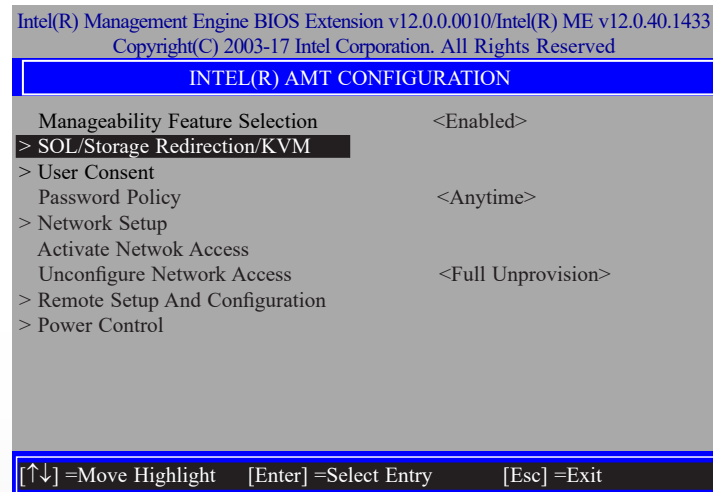 Intel(R) Management Engine BIOS Extension v12.0.0.0010/Intel(R) ME v12.0.40.1433
Copyright(C) 2003-17 Intel Corporation. All Rights Reserved
INTEL(R) AMT CONFIGURATION
Manageability Feature Selection <Enabled>
> SOL/Storage Redirection/KVM
> User Consent
Password Policy <Anytime>
> Network Setup
Activate Netwok Access
Unconfigure Network Access <Full Unprovision>
> Remote Setup And Configuration
> Power Control
[↑↓] =Move Highlight [Enter] =Select Entry [Esc] =Exit